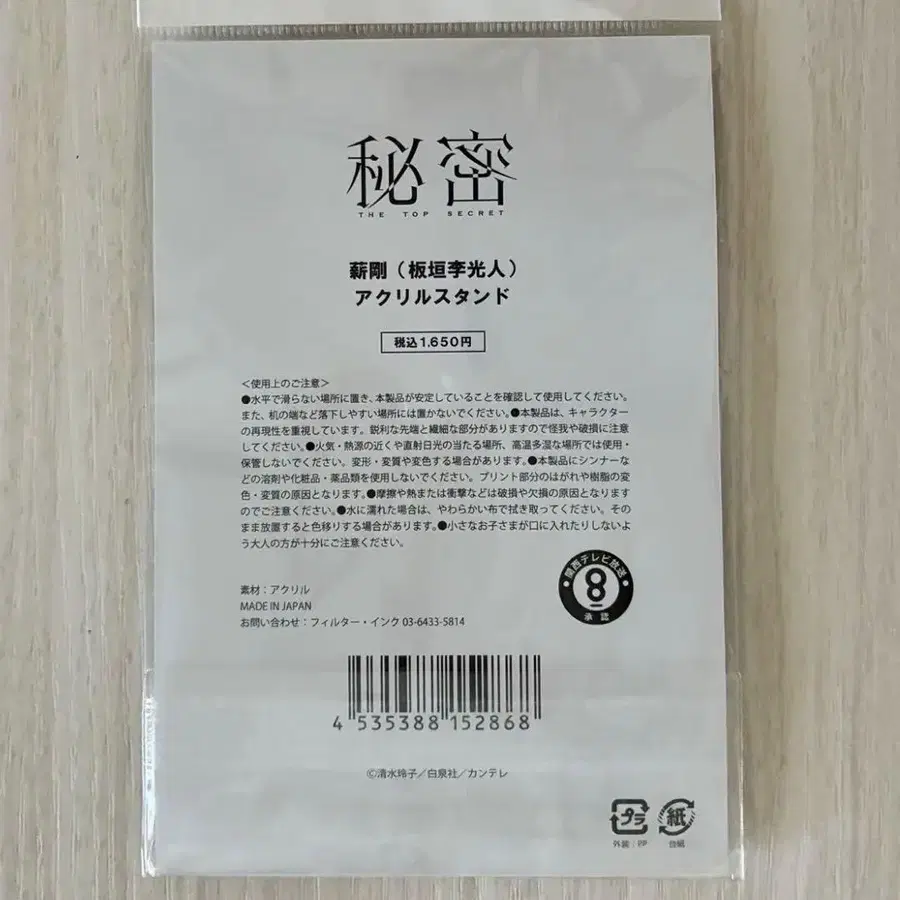 秘密
THE TOP SECRET
薪剛（板垣李光人）
アクリルスタンド
税込1,650円
＜使用上のご注意＞
●水平で滑らない場所に置き、本製品が安定していることを確認して使用してください。
また、机の端など落下しやすい場所には置かないでください。●本製品は、キャラクター
の再現性を重視しています。鋭利な先端と繊細な部分がありますので怪我や破損に注意
してください。●火気・熱源の近くや直射日光の当たる場所、高温多湿な場所では使用・
保管しないでください。変形・変質や変色する場合があります。●本製品にシンナーな
どの溶剤や化粧品・薬品類を使用しないでください。プリント部分のはがれや樹脂の変
色・変質の原因となります。●摩擦や熱または衝撃などは破損や欠損の原因となります
のでご注意ください。●水に濡れた場合は、やわらかい布で拭き取ってください。その
まま放置すると色移りする場合があります。●小さなお子さまが口に入れたりしないよ
う大人の方が十分にご注意ください。
関西テレビ放送
8
承認
素材：アクリル
MADE IN JAPAN
お問い合わせ：フィルター・インク 03-6433-5814
4 535388 152868
©清水玲子／白泉社／カンテレ
プラ 紙
外装：PP 台紙